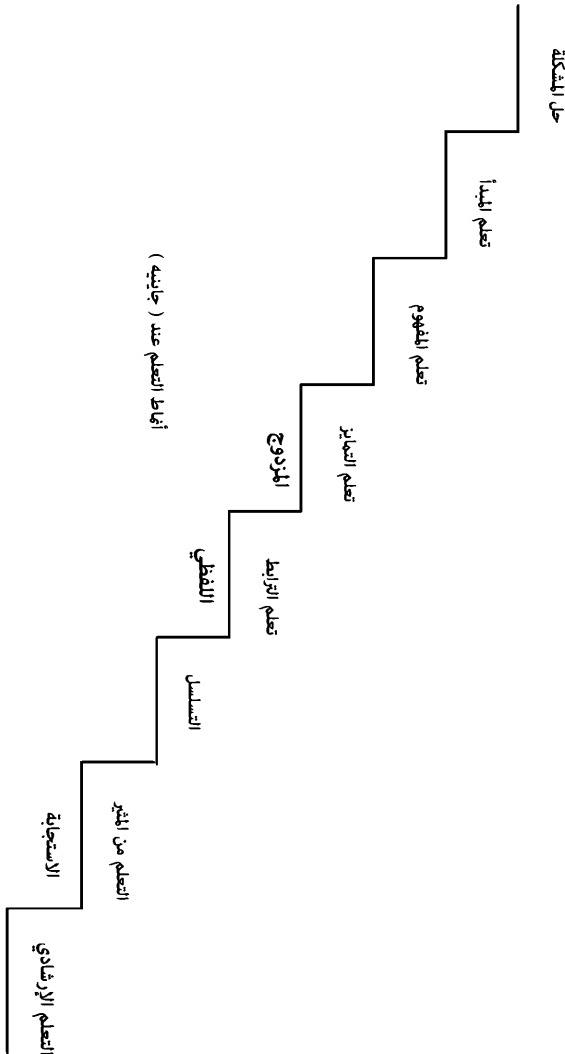 حل المشكلة
تعلم المبدأ
تعلم المفهوم
تعلم التمايز
المزدوج
تعلم الترابط
اللفظي
التسلسل
التعلم من المثير
الاستجابة
التعلم الإرشادي
أنماط التعلم عند ( جانييه )